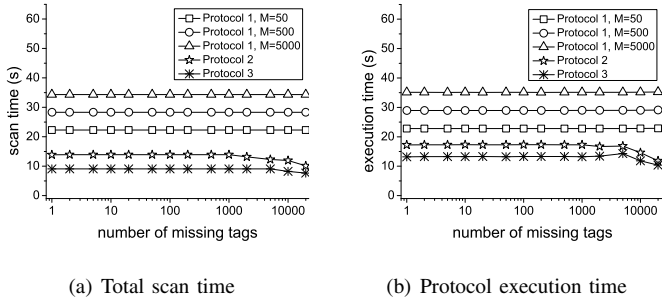 Protocol 1, M=50
Protocol 1, M=500
Protocol 1, M=5000
Protocol 2
Protocol 3
scan time (s)
60
50
40
30
20
10
0
1 10 100 1000 10000
number of missing tags
(a) Total scan time
Protocol 1, M=50
Protocol 1, M=500
Protocol 1, M=5000
Protocol 2
Protocol 3
execution time (s)
60
50
40
30
20
10
0
1 10 100 1000 10000
number of missing tags
(b) Protocol execution time